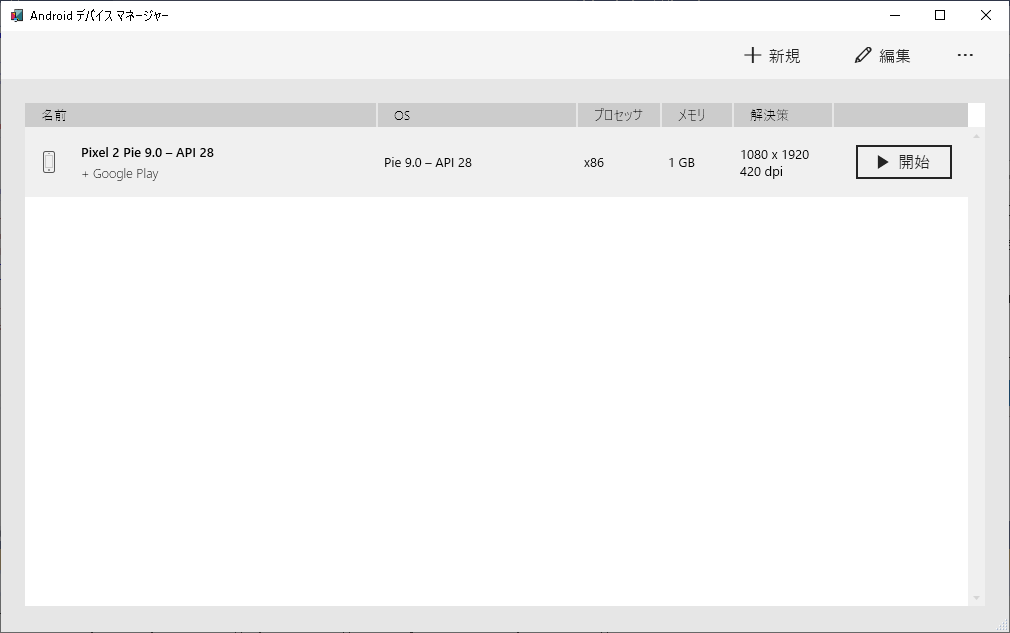 Android デバイス マネージャー
新規
編集
名前 OS プロセッサ メモリ 解決策
Pixel 2 Pie 9.0 – API 28
+ Google Play
Pie 9.0 – API 28
x86
1 GB
1080 x 1920
420 dpi
開始